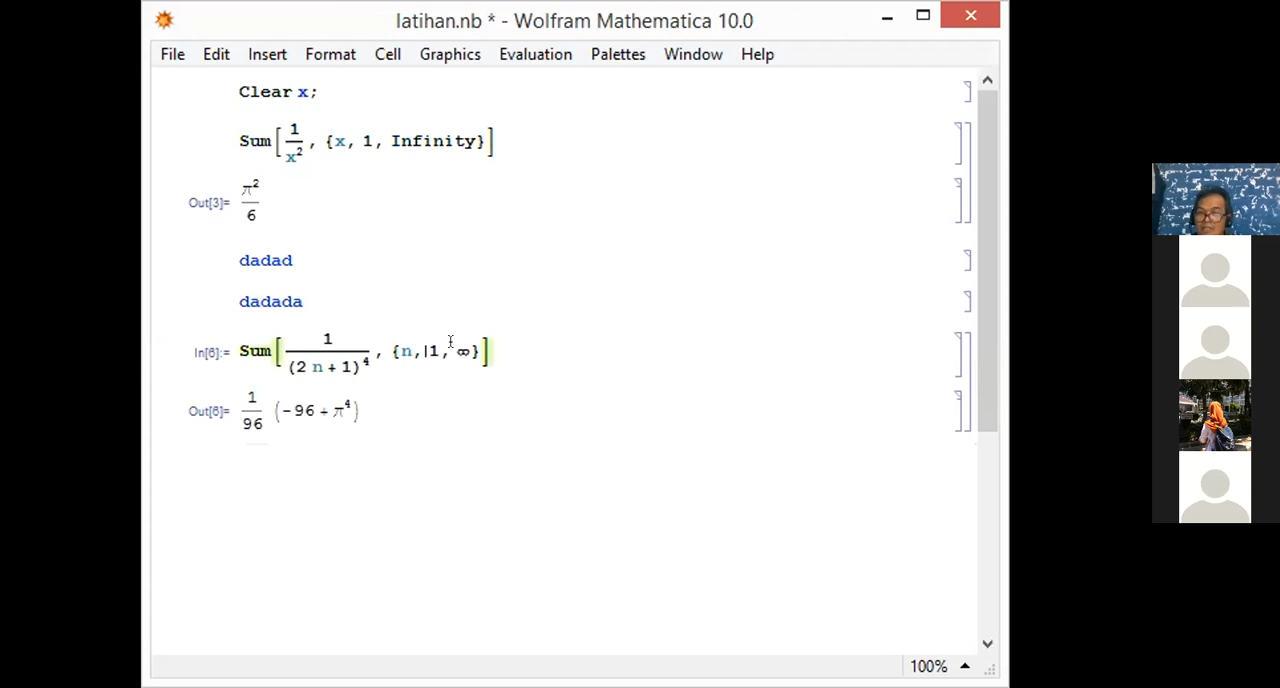 latihan.nb * - Wolfram Mathematica 10.0
File Edit Insert Format Cell Graphics Evaluation Palettes Window Help
Clear x;
Sum[1/x², {x, 1, Infinity}]
Out[3]= π²/6
dadad
dadada
In[6]:= Sum[1/(2 n + 1)⁴, {n, 1, ∞}]
Out[6]= 1/96 (-96 + π⁴)
100%